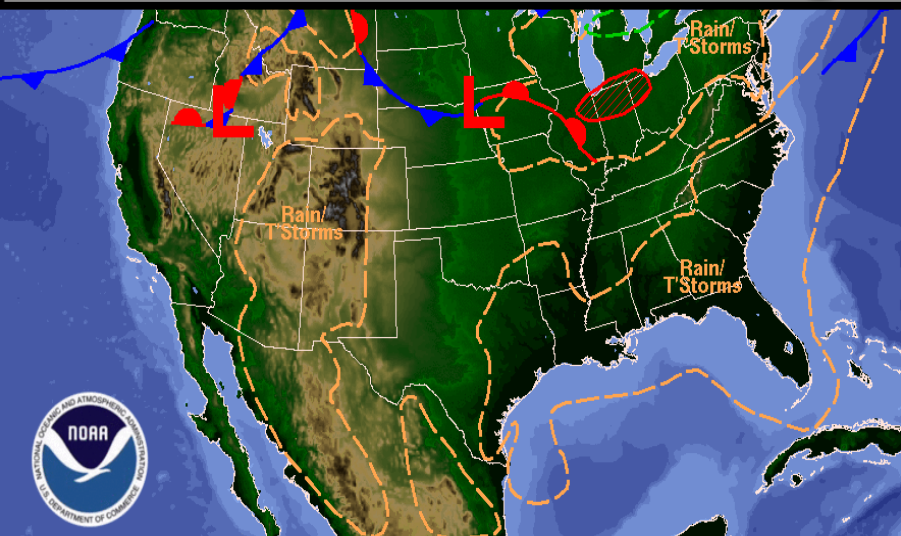 Rain/
T'Storms
L
L
Rain/
T'Storms
Rain/
T'Storms
NATIONAL OCEANIC AND ATMOSPHERIC ADMINISTRATION
NOAA
U.S. DEPARTMENT OF COMMERCE